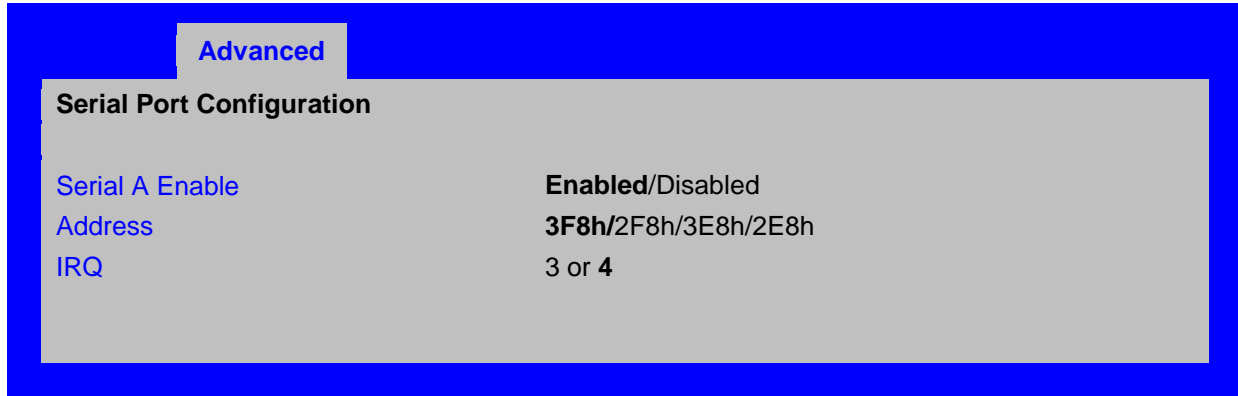 Advanced
Serial Port Configuration
Serial A Enable Enabled/Disabled
Address 3F8h/2F8h/3E8h/2E8h
IRQ 3 or 4